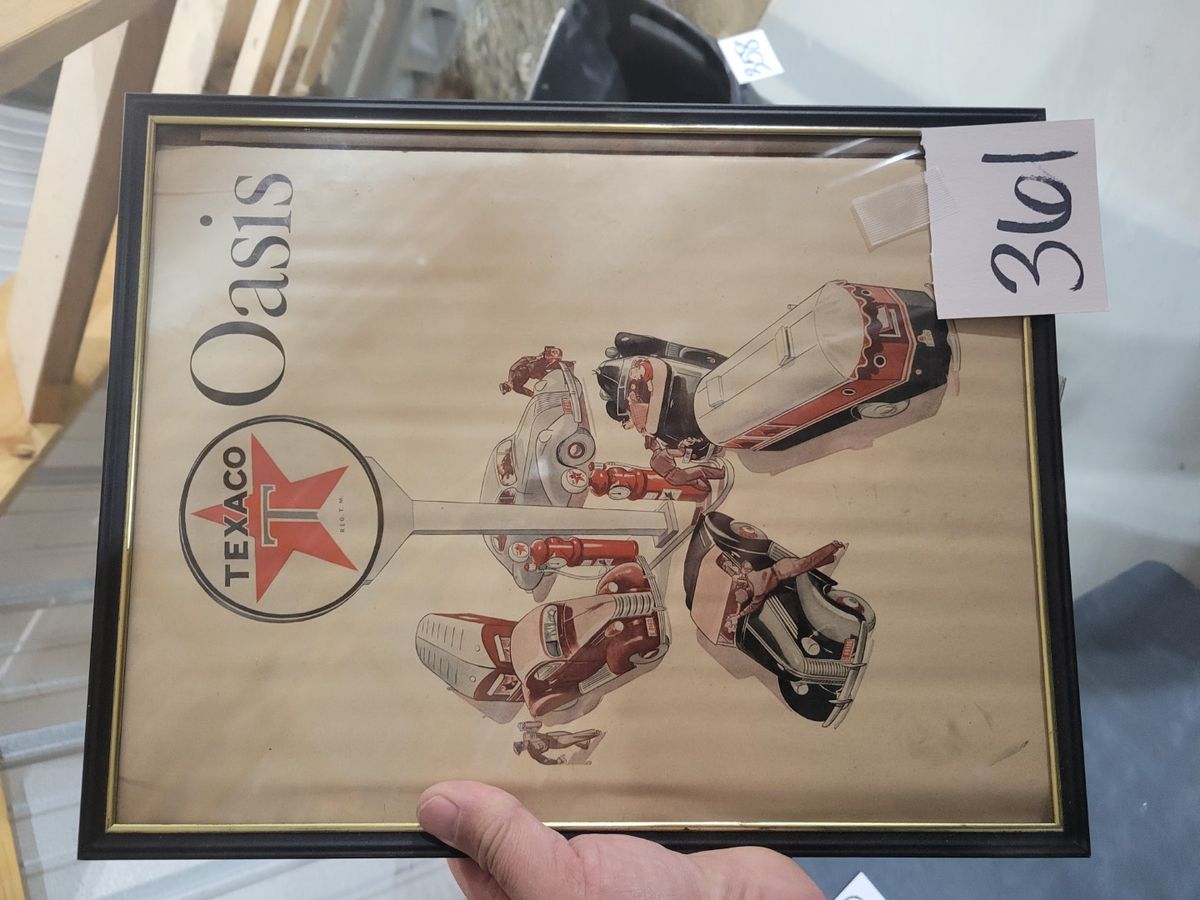 Oasis
TEXACO
T
REG. T. M.
361
358